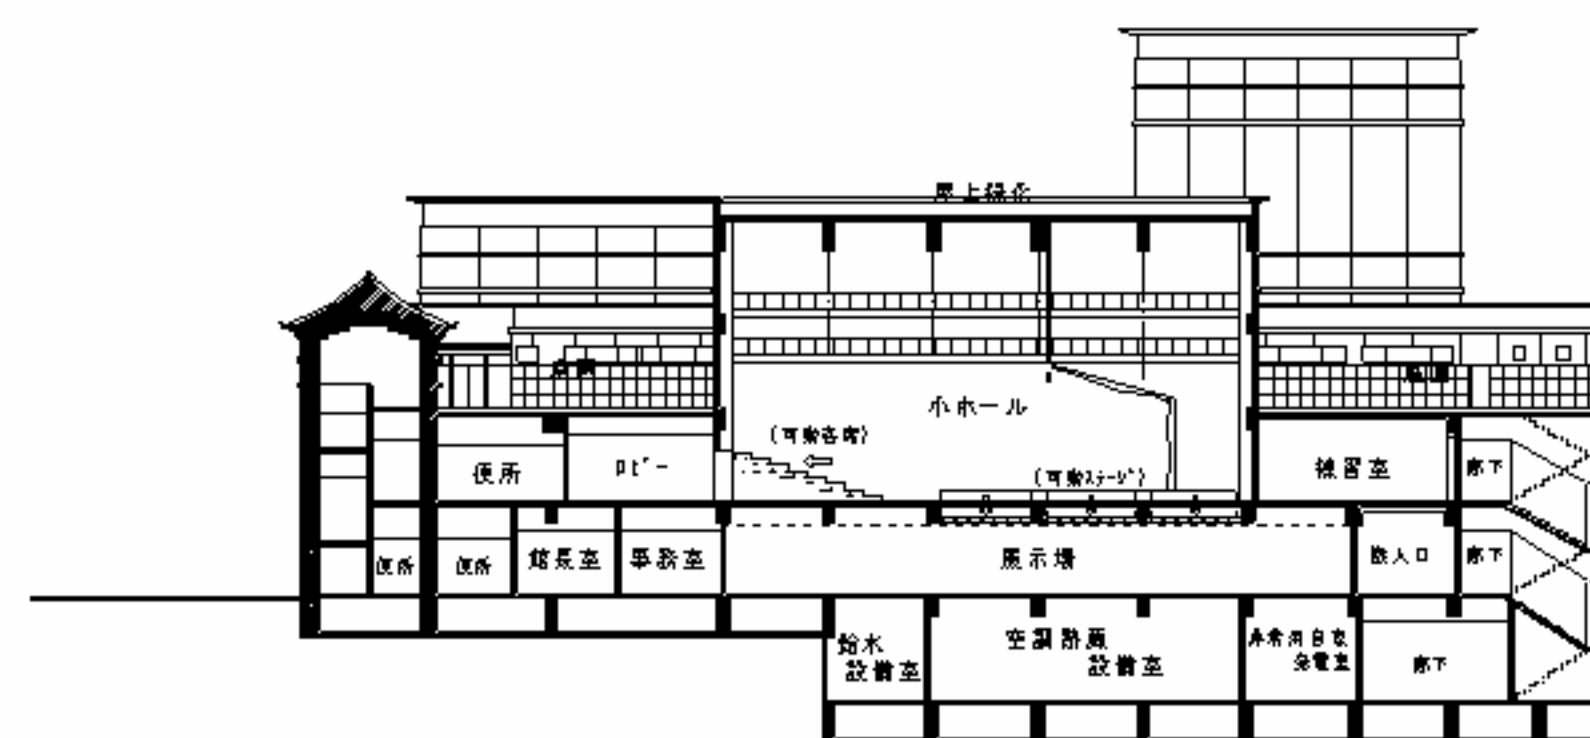 屋上緑化
小ホール
(可動客席)
(可動ステージ)
便所
ロビー
練習室
廊下
便所
便所
館長室
事務室
展示場
搬入口
廊下
給水
設備室
空調熱源
設備室
非常用自家
発電室
廊下